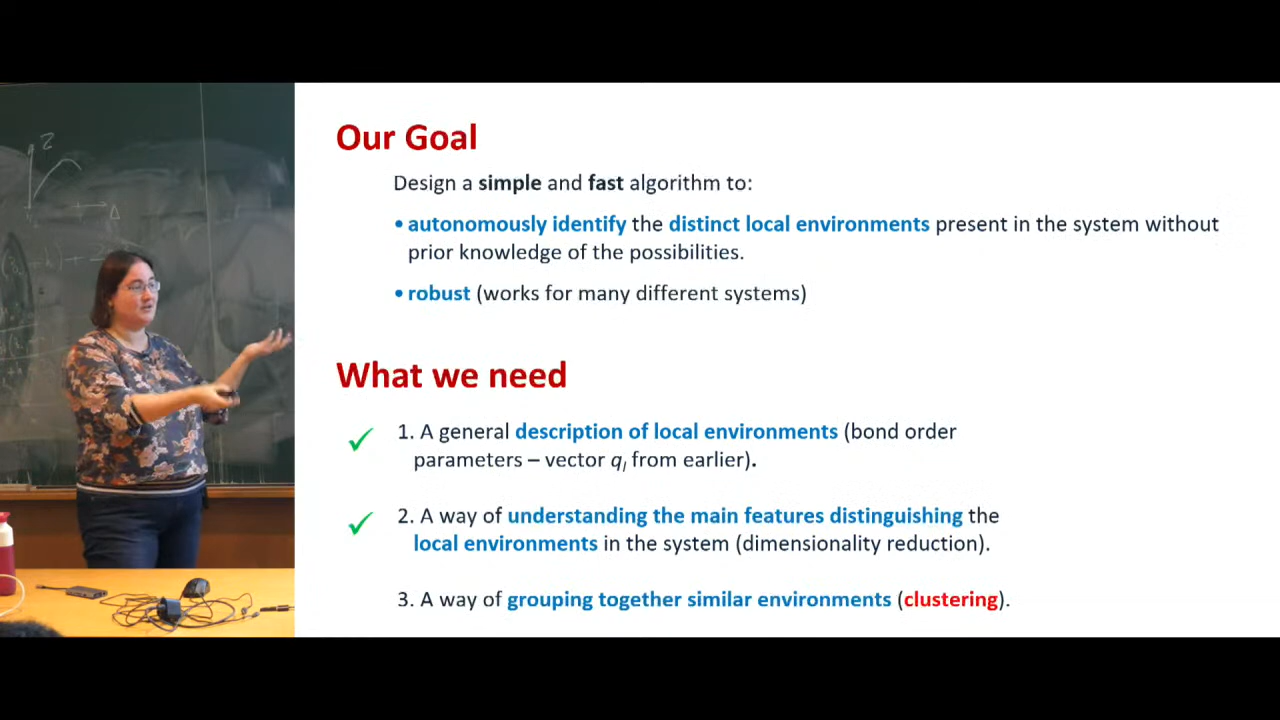 Our Goal
Design a simple and fast algorithm to:
• autonomously identify the distinct local environments present in the system without
prior knowledge of the possibilities.
• robust (works for many different systems)
What we need
✓ 1. A general description of local environments (bond order
parameters – vector qₗ from earlier).
✓ 2. A way of understanding the main features distinguishing the
local environments in the system (dimensionality reduction).
3. A way of grouping together similar environments (clustering).